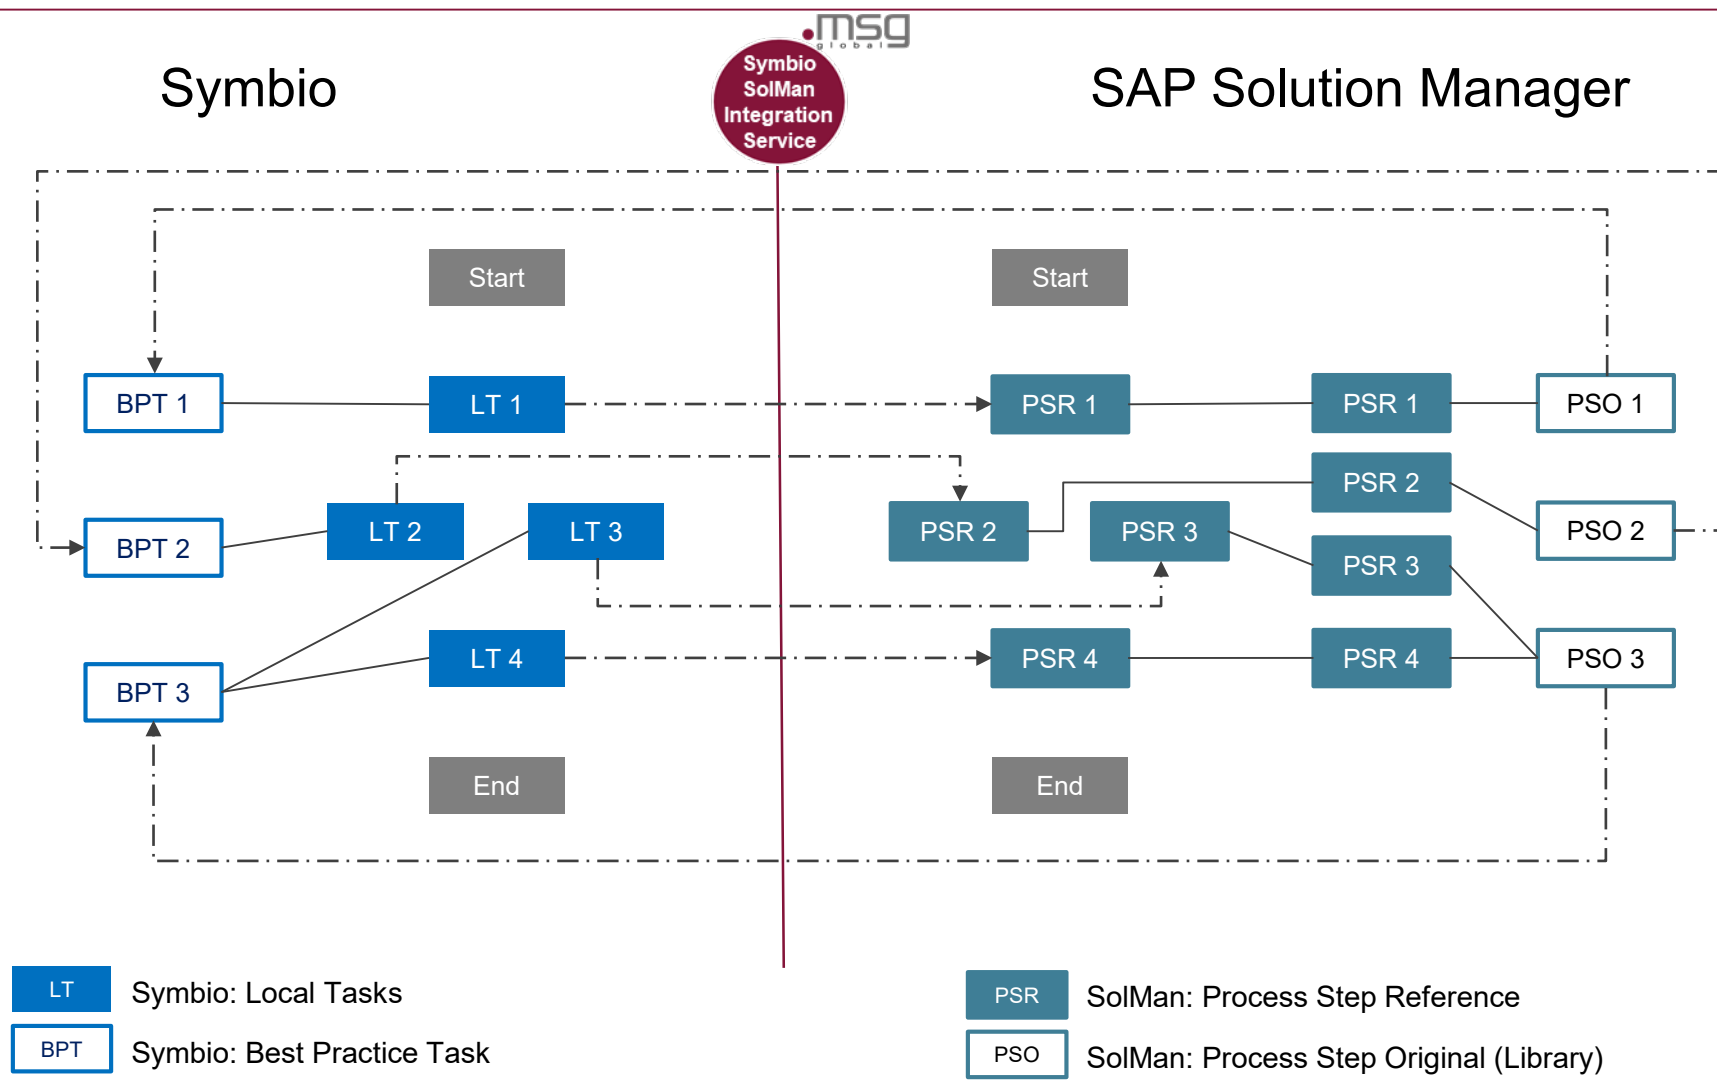 .msg
global
Symbio
Symbio
SolMan
Integration
Service
SAP Solution Manager
Start
Start
BPT 1
LT 1
PSR 1
PSR 1
PSO 1
PSR 2
BPT 2
LT 2
LT 3
PSR 2
PSR 3
PSO 2
PSR 3
BPT 3
LT 4
PSR 4
PSR 4
PSO 3
End
End
LT
Symbio: Local Tasks
PSR
SolMan: Process Step Reference
BPT
Symbio: Best Practice Task
PSO
SolMan: Process Step Original (Library)